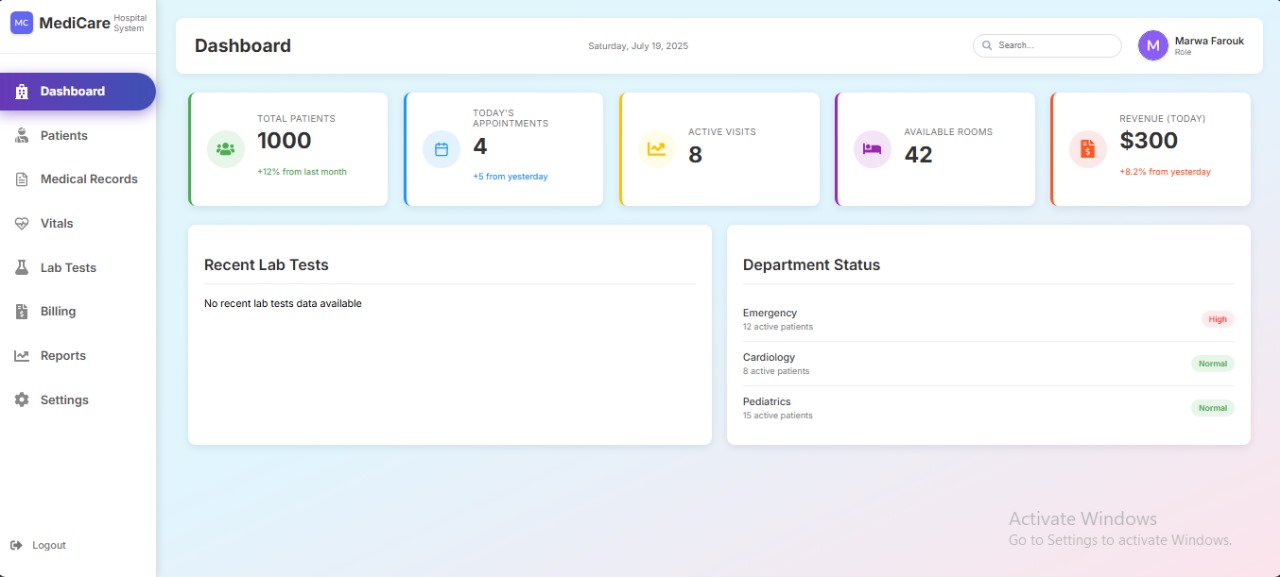 MC
MediCare
Hospital
System
Dashboard
Patients
Medical Records
Vitals
Lab Tests
Billing
Reports
Settings
Logout
Dashboard
Saturday, July 19, 2025
Search...
M
Marwa Farouk
Role
TOTAL PATIENTS
1000
+12% from last month
TODAY'S
APPOINTMENTS
4
+5 from yesterday
ACTIVE VISITS
8
AVAILABLE ROOMS
42
REVENUE (TODAY)
$300
+8.2% from yesterday
Recent Lab Tests
No recent lab tests data available
Department Status
Emergency
12 active patients
High
Cardiology
8 active patients
Normal
Pediatrics
15 active patients
Normal
Activate Windows
Go to Settings to activate Windows.